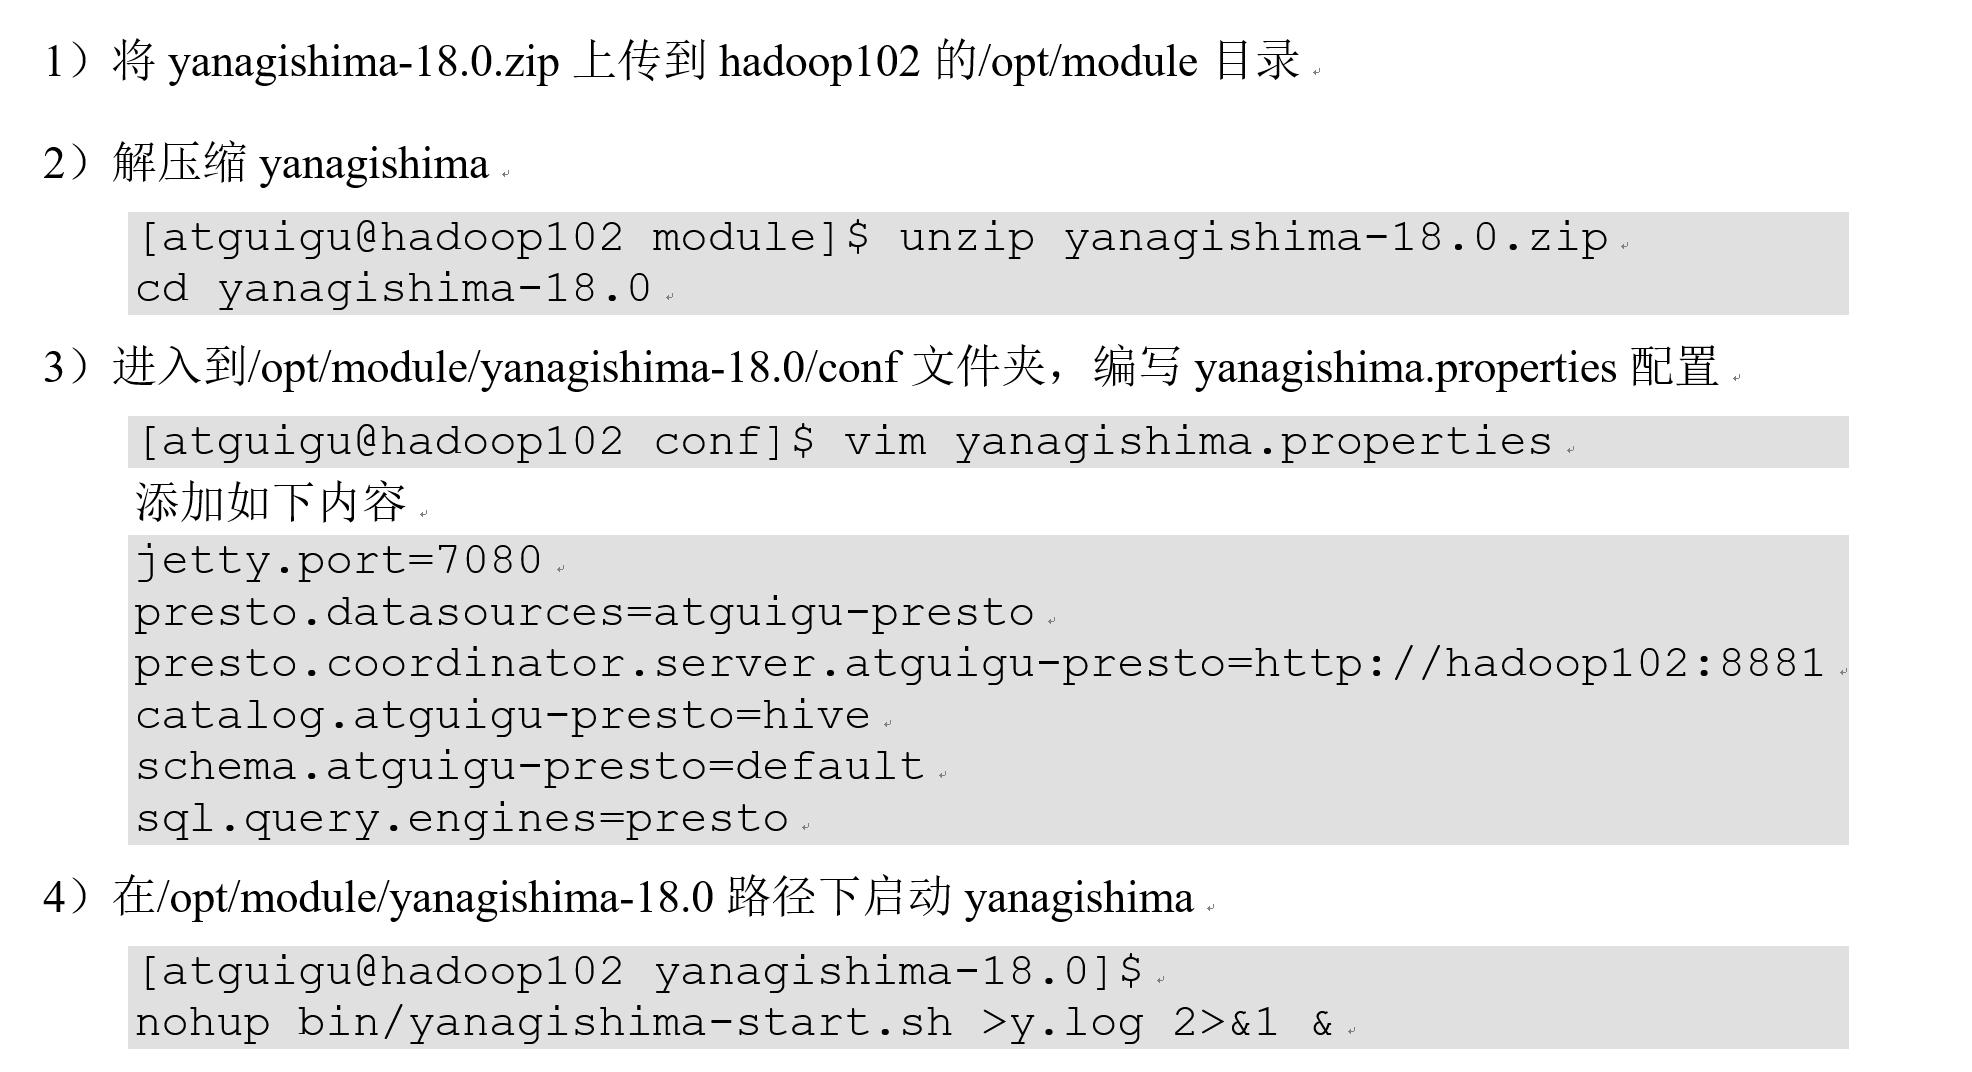 1）将 yanagishima-18.0.zip 上传到 hadoop102 的/opt/module 目录
2）解压缩 yanagishima
[atguigu@hadoop102 module]$ unzip yanagishima-18.0.zip
cd yanagishima-18.0
3）进入到/opt/module/yanagishima-18.0/conf 文件夹，编写 yanagishima.properties 配置
[atguigu@hadoop102 conf]$ vim yanagishima.properties
添加如下内容
jetty.port=7080
presto.datasources=atguigu-presto
presto.coordinator.server.atguigu-presto=http://hadoop102:8881
catalog.atguigu-presto=hive
schema.atguigu-presto=default
sql.query.engines=presto
4）在/opt/module/yanagishima-18.0 路径下启动 yanagishima
[atguigu@hadoop102 yanagishima-18.0]$
nohup bin/yanagishima-start.sh >y.log 2>&1 &